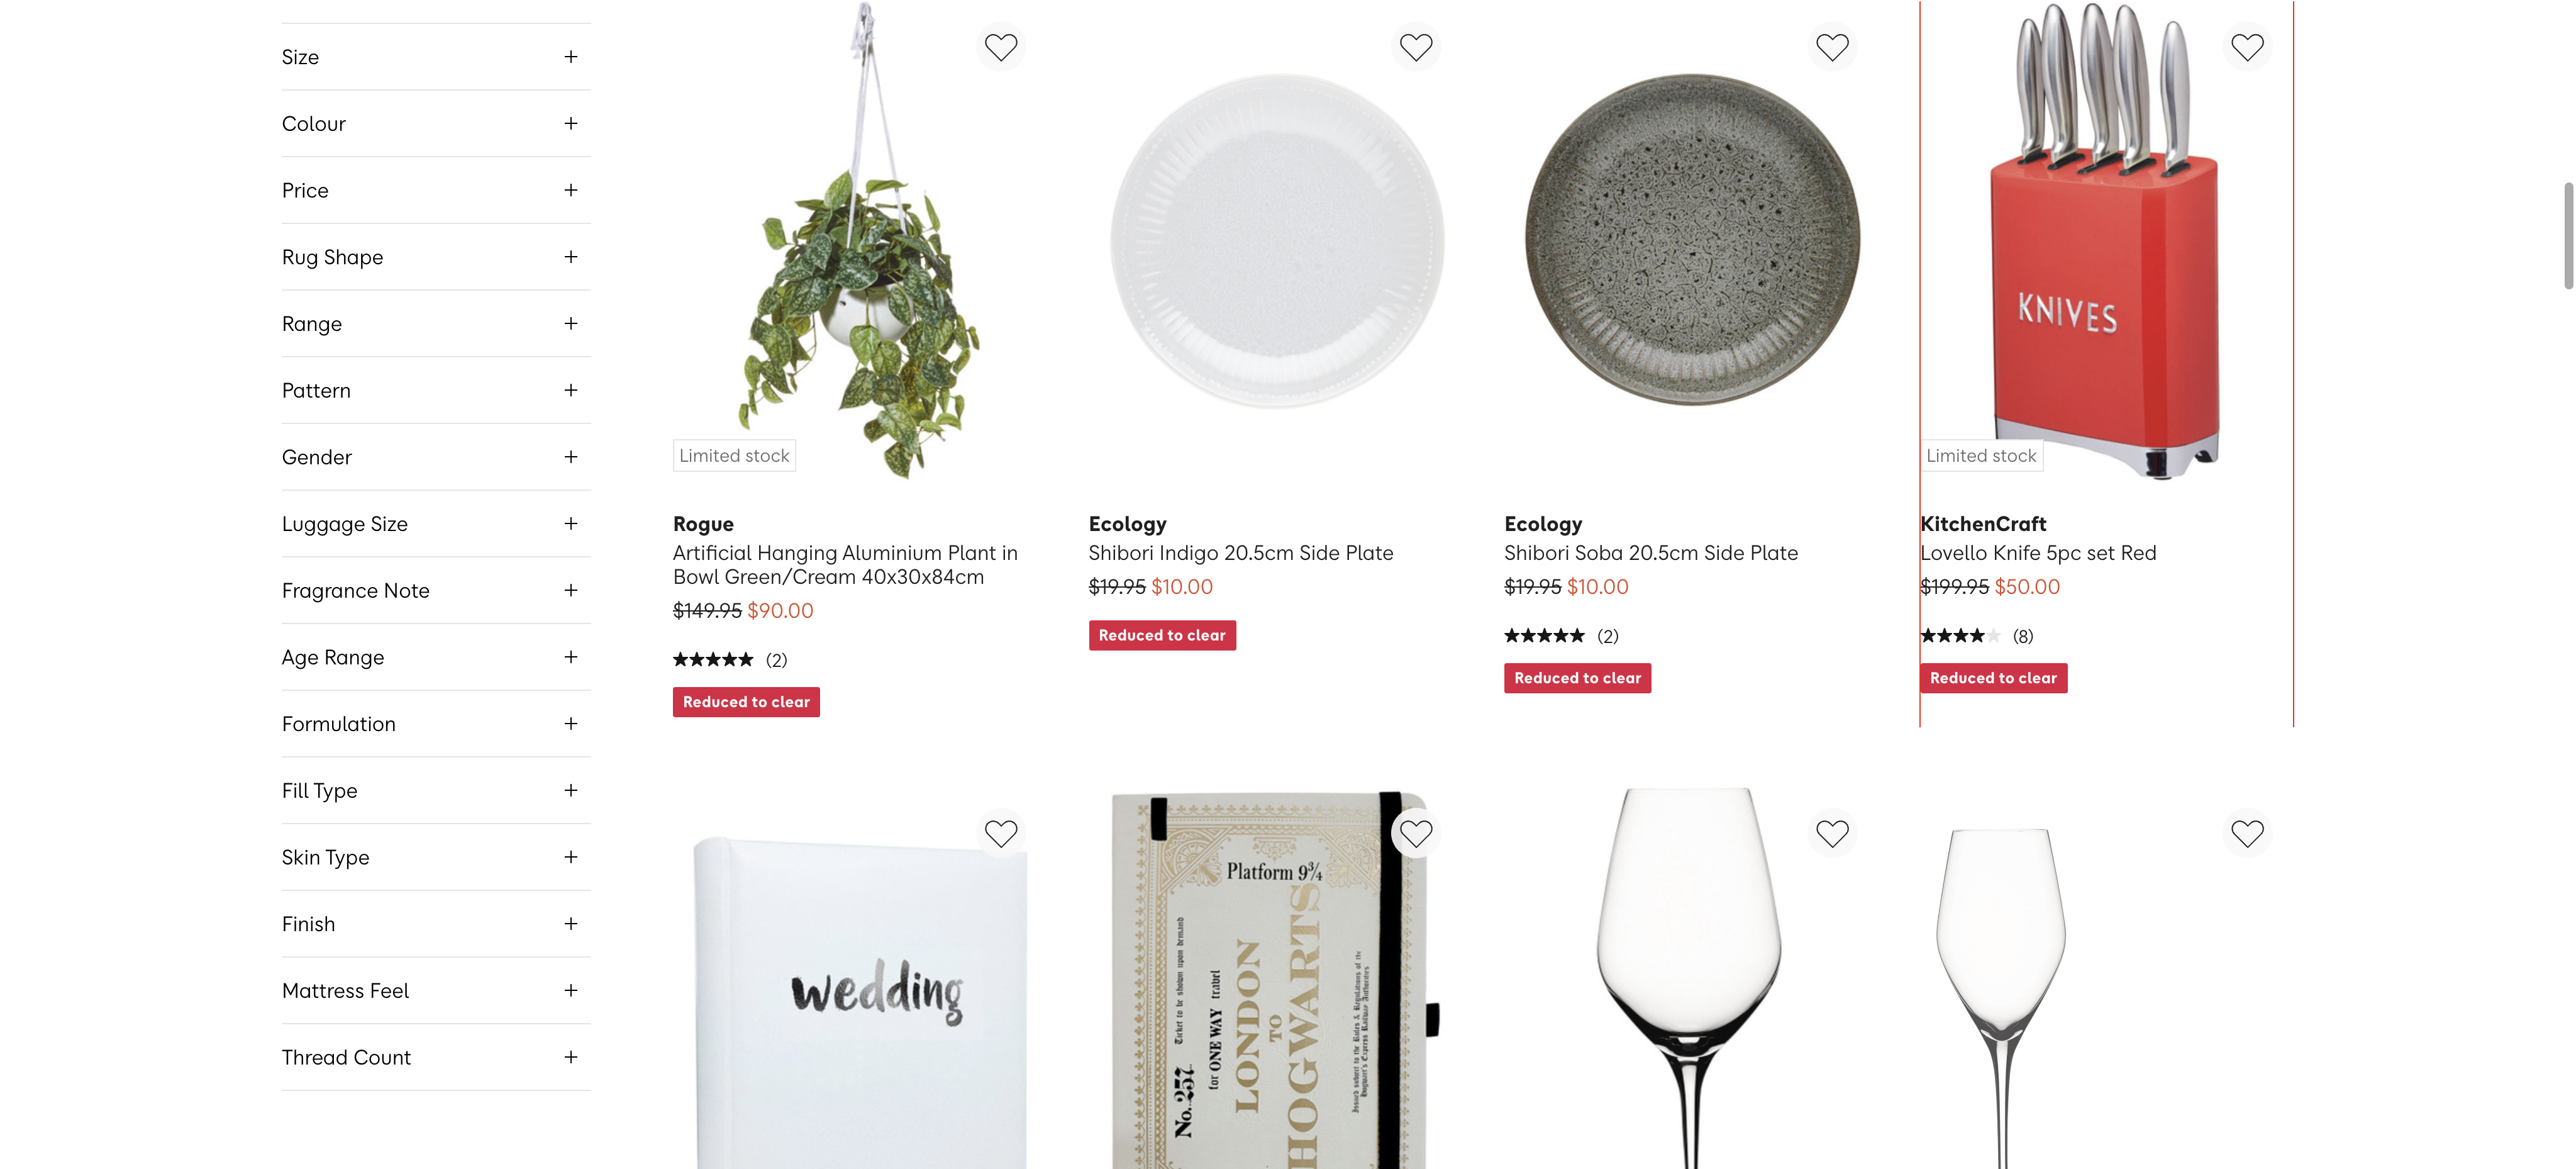 Size
Colour
Price
Rug Shape
Range
Pattern
Gender
Luggage Size
Fragrance Note
Age Range
Formulation
Fill Type
Skin Type
Finish
Mattress Feel
Thread Count
Limited stock
Rogue
Artificial Hanging Aluminium Plant in
Bowl Green/Cream 40x30x84cm
$149.95 $90.00
(2)
Reduced to clear
Ecology
Shibori Indigo 20.5cm Side Plate
$19.95 $10.00
Reduced to clear
Ecology
Shibori Soba 20.5cm Side Plate
$19.95 $10.00
(2)
Reduced to clear
KNIVES
Limited stock
KitchenCraft
Lovello Knife 5pc set Red
$199.95 $50.00
(8)
Reduced to clear
wedding
Platform 9¾
No. 257
Ticket to be shown upon demand
for ONE WAY travel
LONDON
TO
HOGWARTS
Issued subject to the Rules & Regulations of the
Hogwart's Express Railway Authorities